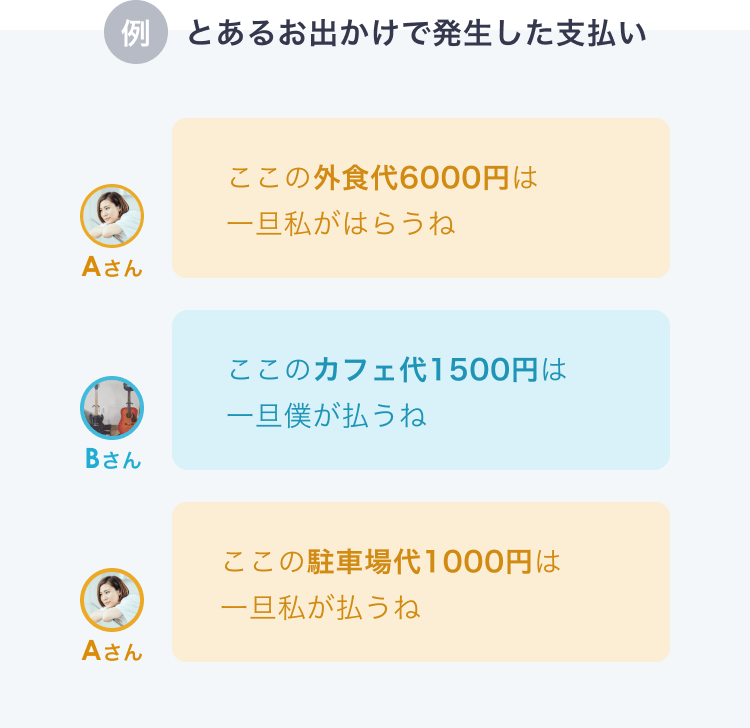 例 とあるお出かけで発生した支払い
ここの外食代6000円は
一旦私がはらうね
Aさん
ここのカフェ代1500円は
一旦僕が払うね
Bさん
ここの駐車場代1000円は
一旦私が払うね
Aさん